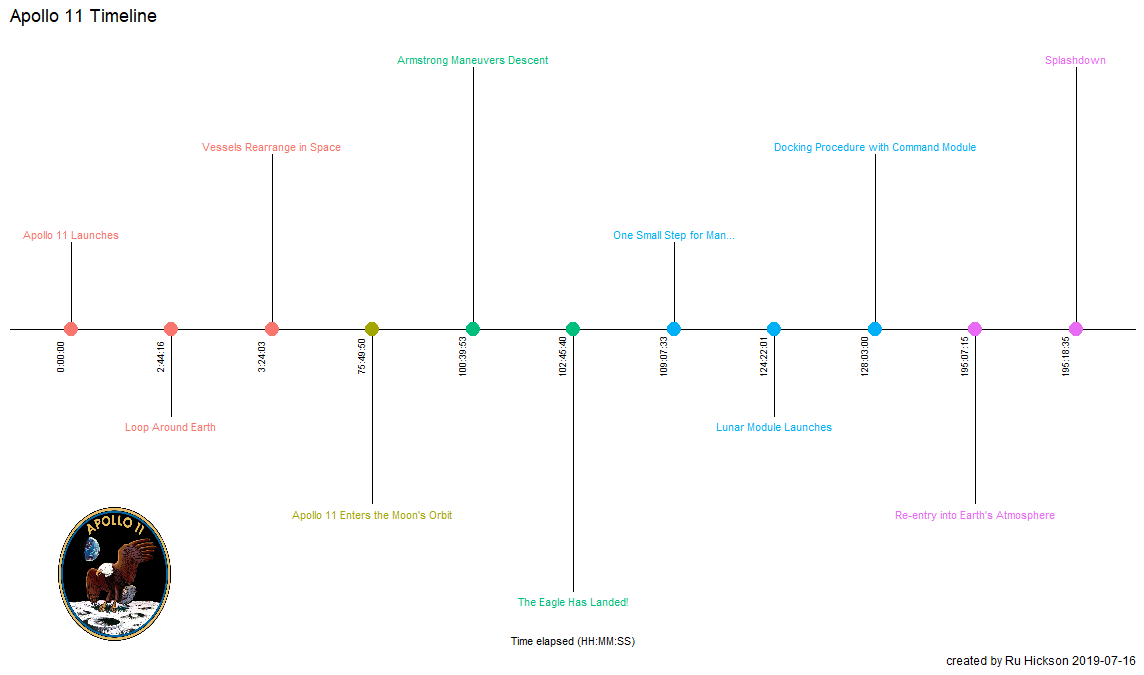 Apollo 11 Timeline
Armstrong Maneuvers Descent
Splashdown
Vessels Rearrange in Space
Docking Procedure with Command Module
Apollo 11 Launches
One Small Step for Man...
0:00:00
2:44:16
3:24:03
75:49:50
100:39:53
102:45:40
109:07:33
124:22:01
128:03:00
195:07:15
195:18:35
Loop Around Earth
Lunar Module Launches
Apollo 11 Enters the Moon's Orbit
Re-entry into Earth's Atmosphere
APOLLO 11
The Eagle Has Landed!
Time elapsed (HH:MM:SS)
created by Ru Hickson 2019-07-16